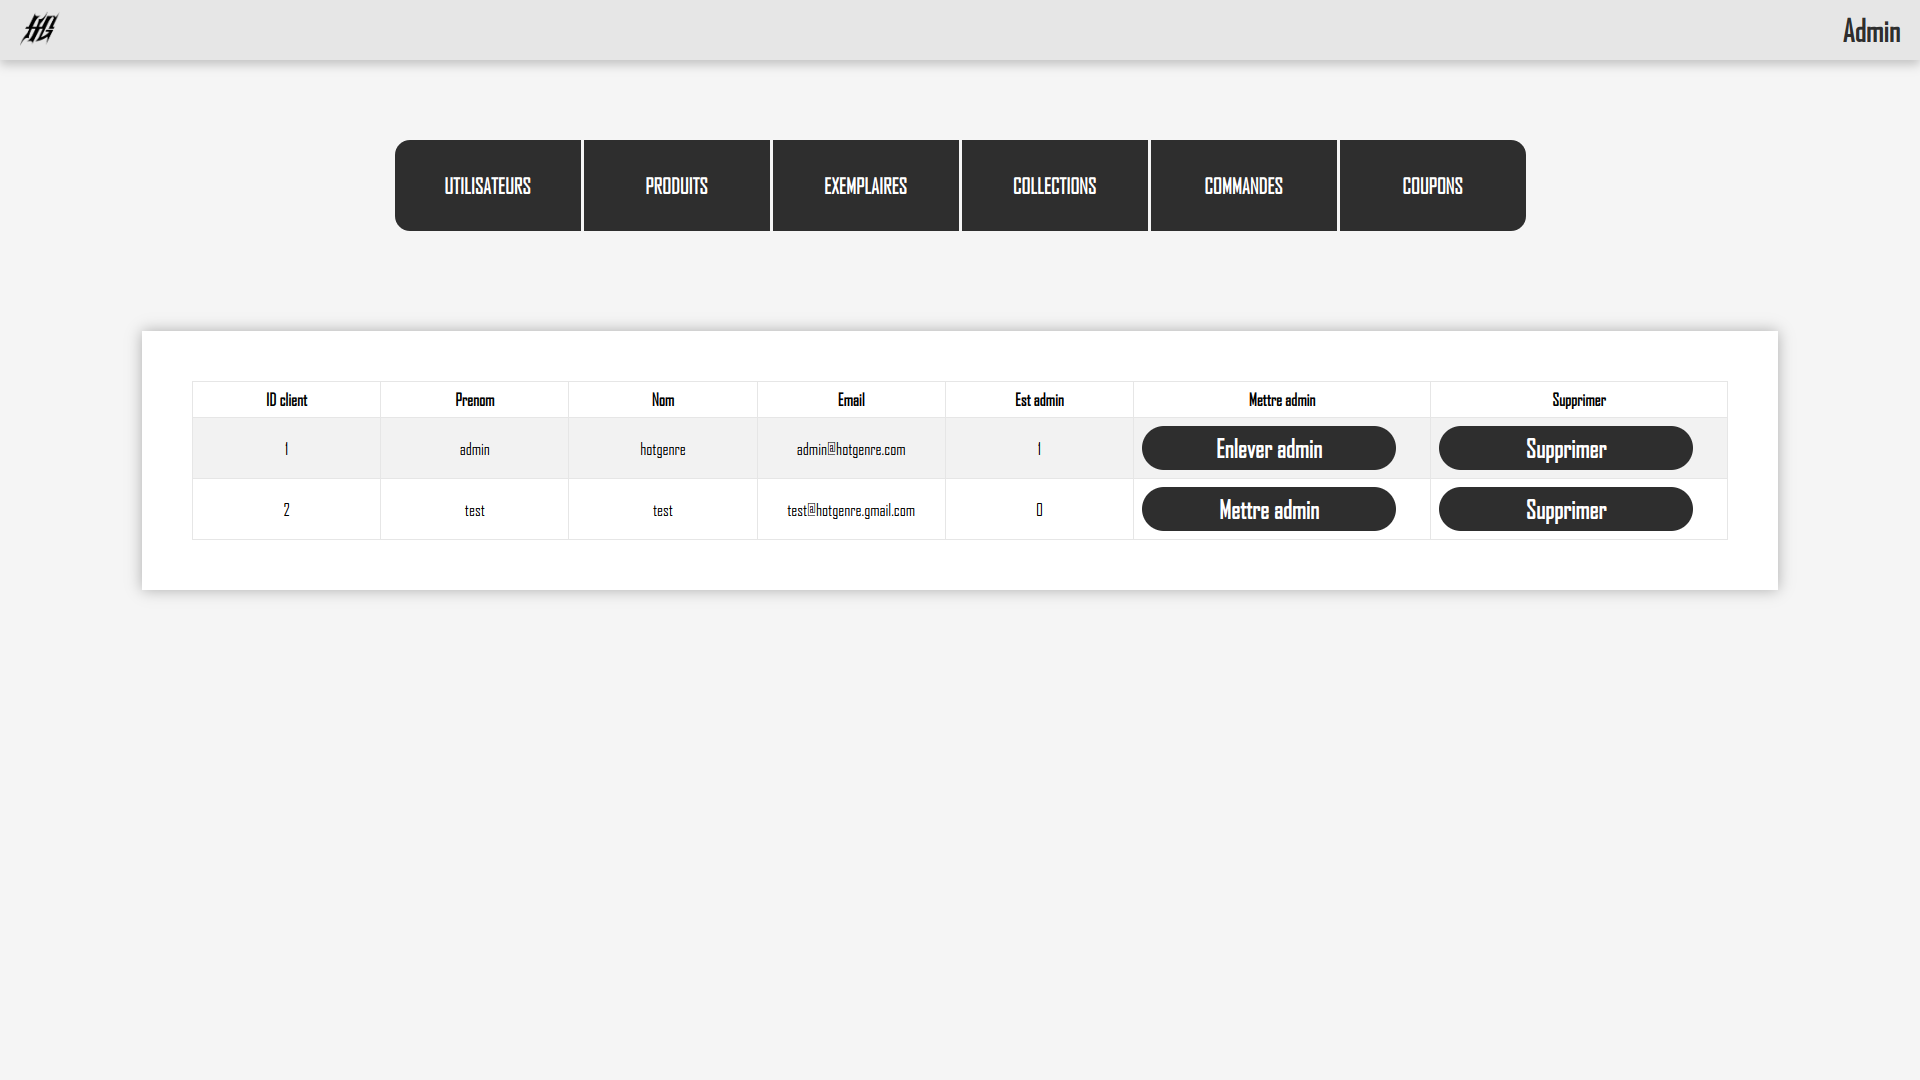 HG
Admin
UTILISATEURS PRODUITS EXEMPLAIRES COLLECTIONS COMMANDES COUPONS
ID client Prenom Nom Email Est admin Mettre admin Supprimer
1 admin hotgenre admin@hotgenre.com 1 Enlever admin Supprimer
2 test test test@hotgenre.gmail.com 0 Mettre admin Supprimer